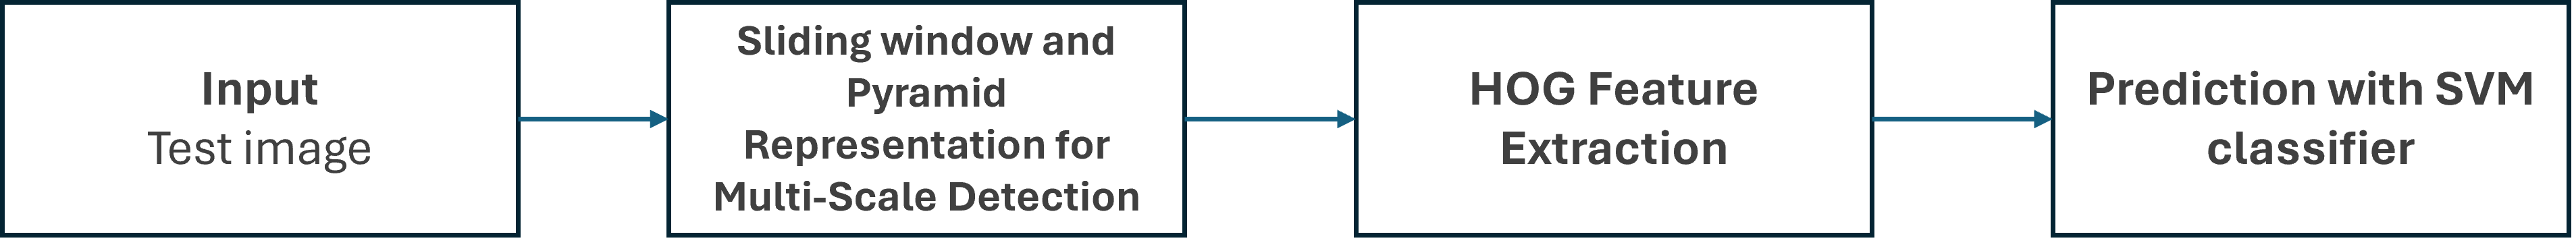 Input
Test image
Sliding window and
Pyramid
Representation for
Multi-Scale Detection
HOG Feature
Extraction
Prediction with SVM
classifier